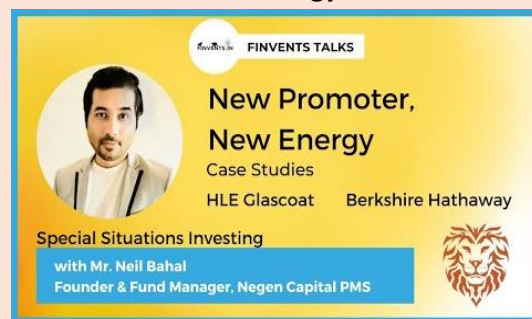 FINVENTS.IN
FINVENTS TALKS
New Promoter,
New Energy
Case Studies
HLE Glascoat Berkshire Hathaway
Special Situations Investing
with Mr. Neil Bahal
Founder & Fund Manager, Negen Capital PMS